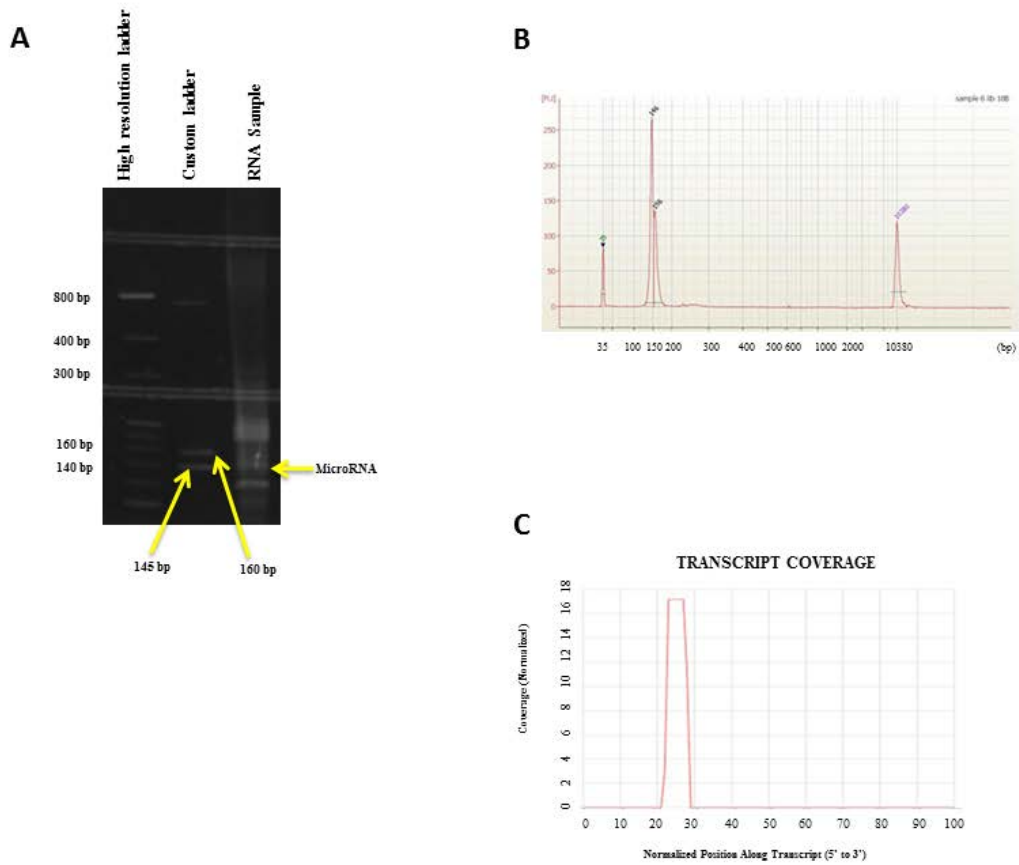 A
High resolution ladder
Custom ladder
RNA Sample
800 bp
400 bp
300 bp
160 bp
140 bp
MicroRNA
145 bp
160 bp
B
[FU]
250
200
150
100
50
0
146
156
35 100 150 200 300 400 500 600 1000 2000 10380 (bp)
C
TRANSCRIPT COVERAGE
Coverage (Normalized)
18
16
14
12
10
8
6
4
2
0
0 10 20 30 40 50 60 70 80 90 100
Normalized Position Along Transcript (5' to 3')